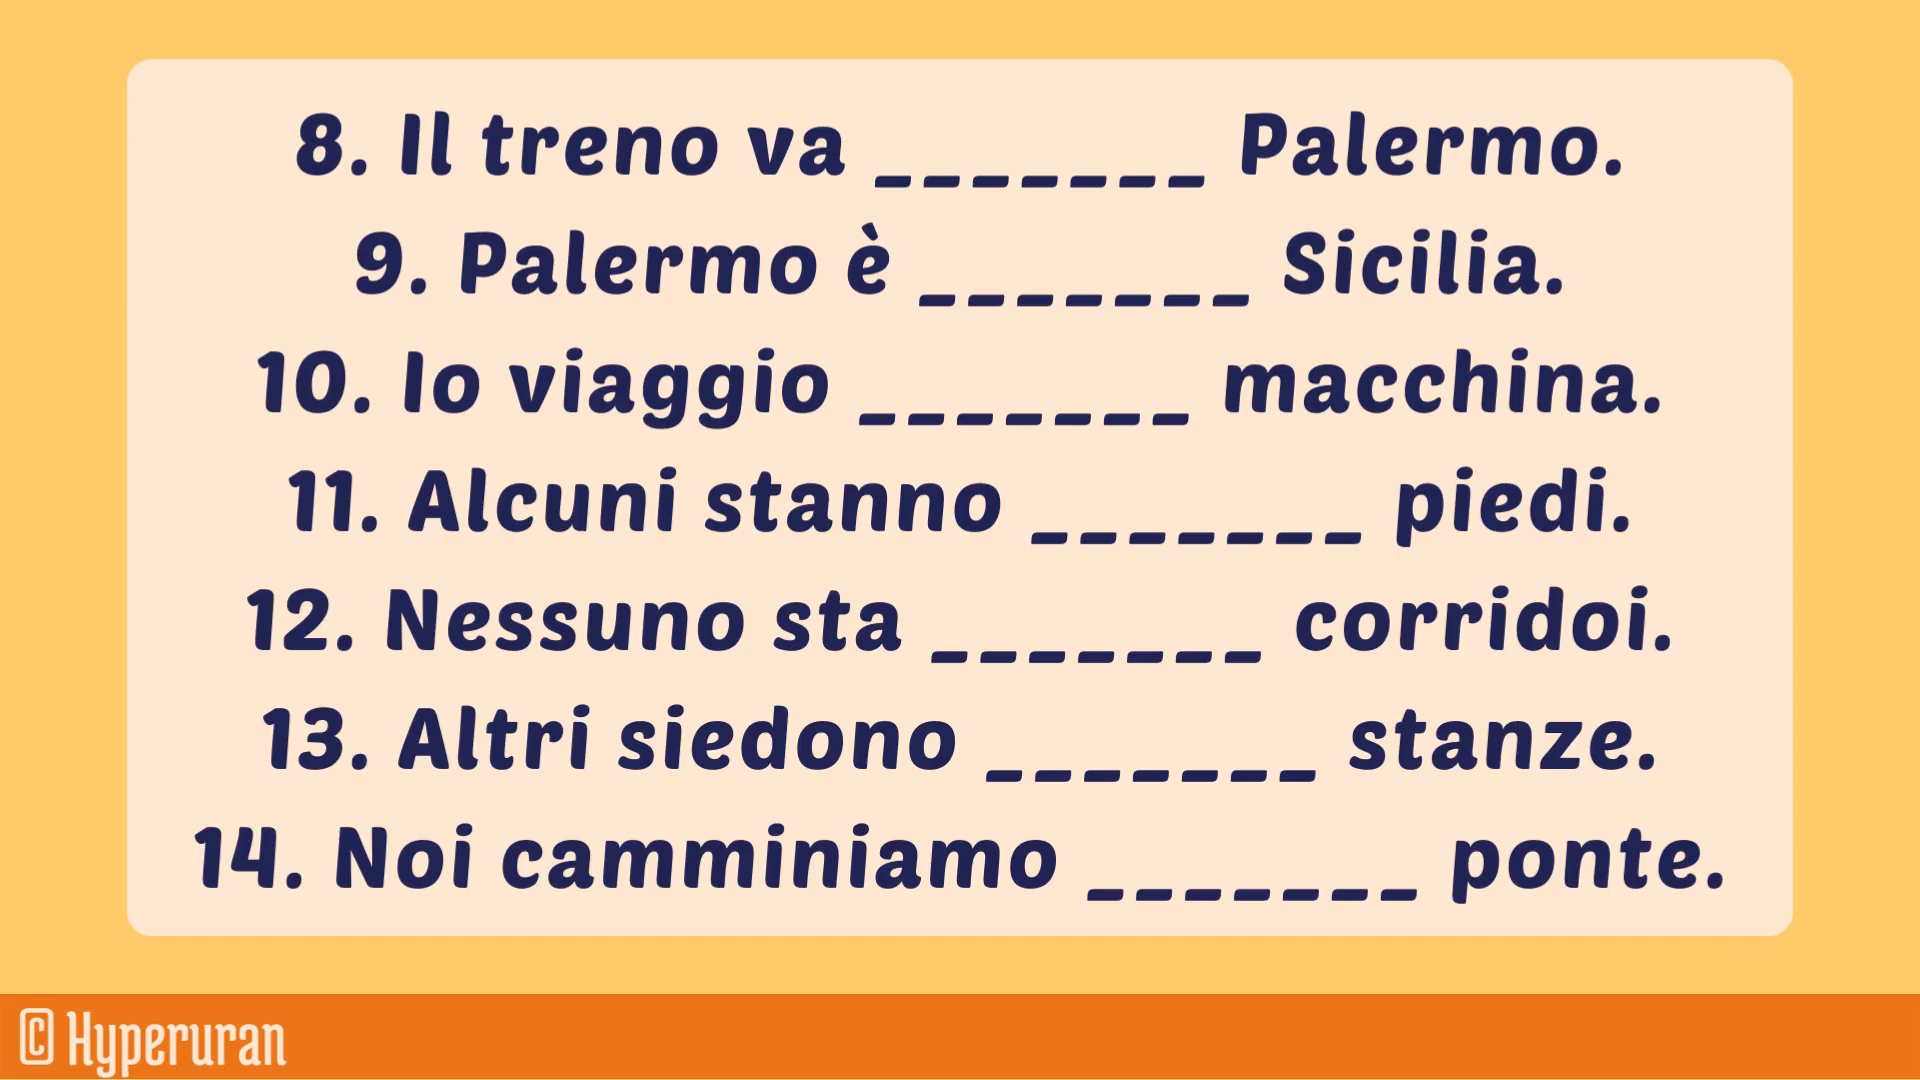 8. Il treno va _______ Palermo.
9. Palermo è _______ Sicilia.
10. Io viaggio _______ macchina.
11. Alcuni stanno _______ piedi.
12. Nessuno sta _______ corridoi.
13. Altri siedono _______ stanze.
14. Noi camminiamo _______ ponte.
© Hyperuran